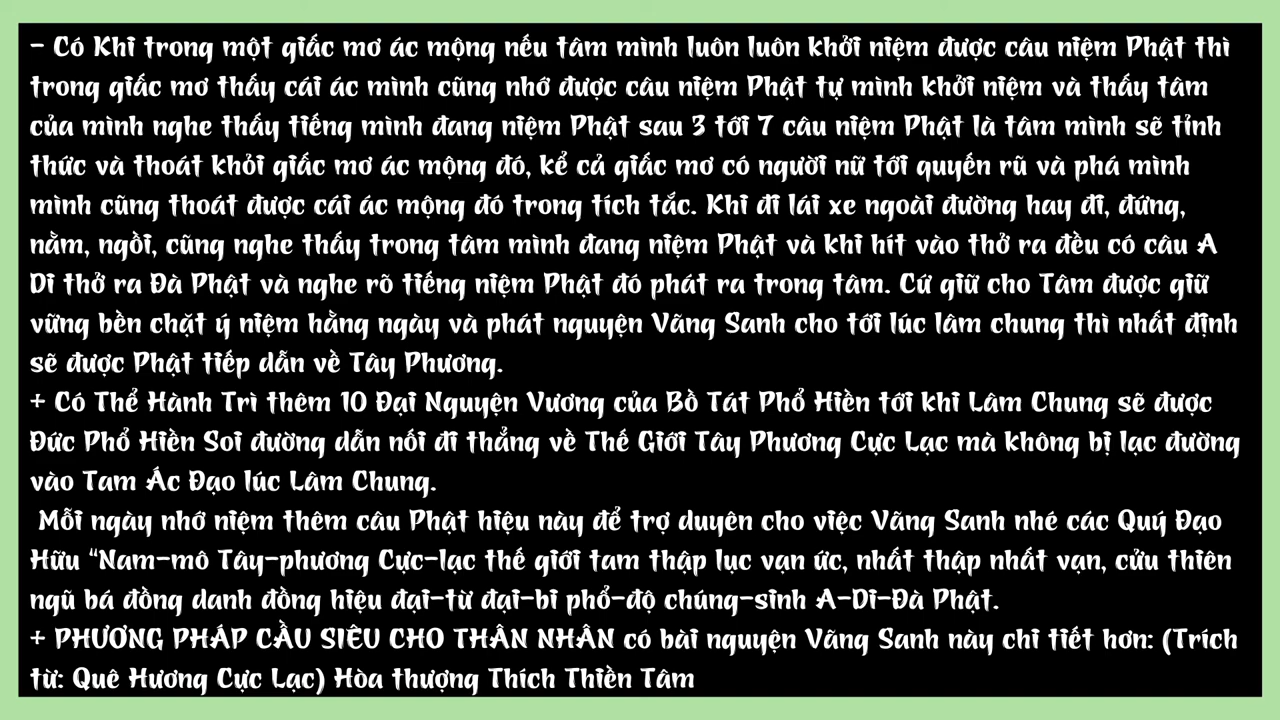 - Có Khi trong một giấc mơ ác mộng nếu tâm mình luôn luôn khởi niệm được câu niệm Phật thì
trong giấc mơ thấy cái ác mình cũng nhớ được câu niệm Phật tự mình khởi niệm và thấy tâm
của mình nghe thấy tiếng mình đang niệm Phật sau 3 tới 7 câu niệm Phật là tâm mình sẽ tỉnh
thức và thoát khỏi giấc mơ ác mộng đó, kể cả giấc mơ có người nữ tới quyến rũ và phá mình
mình cũng thoát được cái ác mộng đó trong tích tắc. Khi đi lái xe ngoài đường hay đi, đứng,
nằm, ngồi, cũng nghe thấy trong tâm mình đang niệm Phật và khi hít vào thở ra đều có câu A
Di thở ra Đà Phật và nghe rõ tiếng niệm Phật đó phát ra trong tâm. Cứ giữ cho Tâm được giữ
vững bền chặt ý niệm hằng ngày và phát nguyện Vãng Sanh cho tới lúc lâm chung thì nhất định
sẽ được Phật tiếp dẫn về Tây Phương.
+ Có Thể Hành Trì thêm 10 Đại Nguyện Vương của Bồ Tát Phổ Hiền tới khi Lâm Chung sẽ được
Đức Phổ Hiền Soi đường dẫn nối đi thẳng về Thế Giới Tây Phương Cực Lạc mà không bị lạc đường
vào Tam Ác Đạo lúc Lâm Chung.
Mỗi ngày nhớ niệm thêm câu Phật hiệu này để trợ duyên cho việc Vãng Sanh nhé các Quý Đạo
Hữu "Nam-mô Tây-phương Cực-lạc thế giới tam thập lục vạn ức, nhất thập nhất vạn, cửu thiên
ngũ bá đồng danh đồng hiệu đại-từ đại-bi phổ-độ chúng-sinh A-Di-Đà Phật.
+ PHƯƠNG PHÁP CẦU SIÊU CHO THÂN NHÂN có bài nguyện Vãng Sanh này chi tiết hơn: (Trích
từ: Quê Hương Cực Lạc) Hòa thượng Thích Thiền Tâm